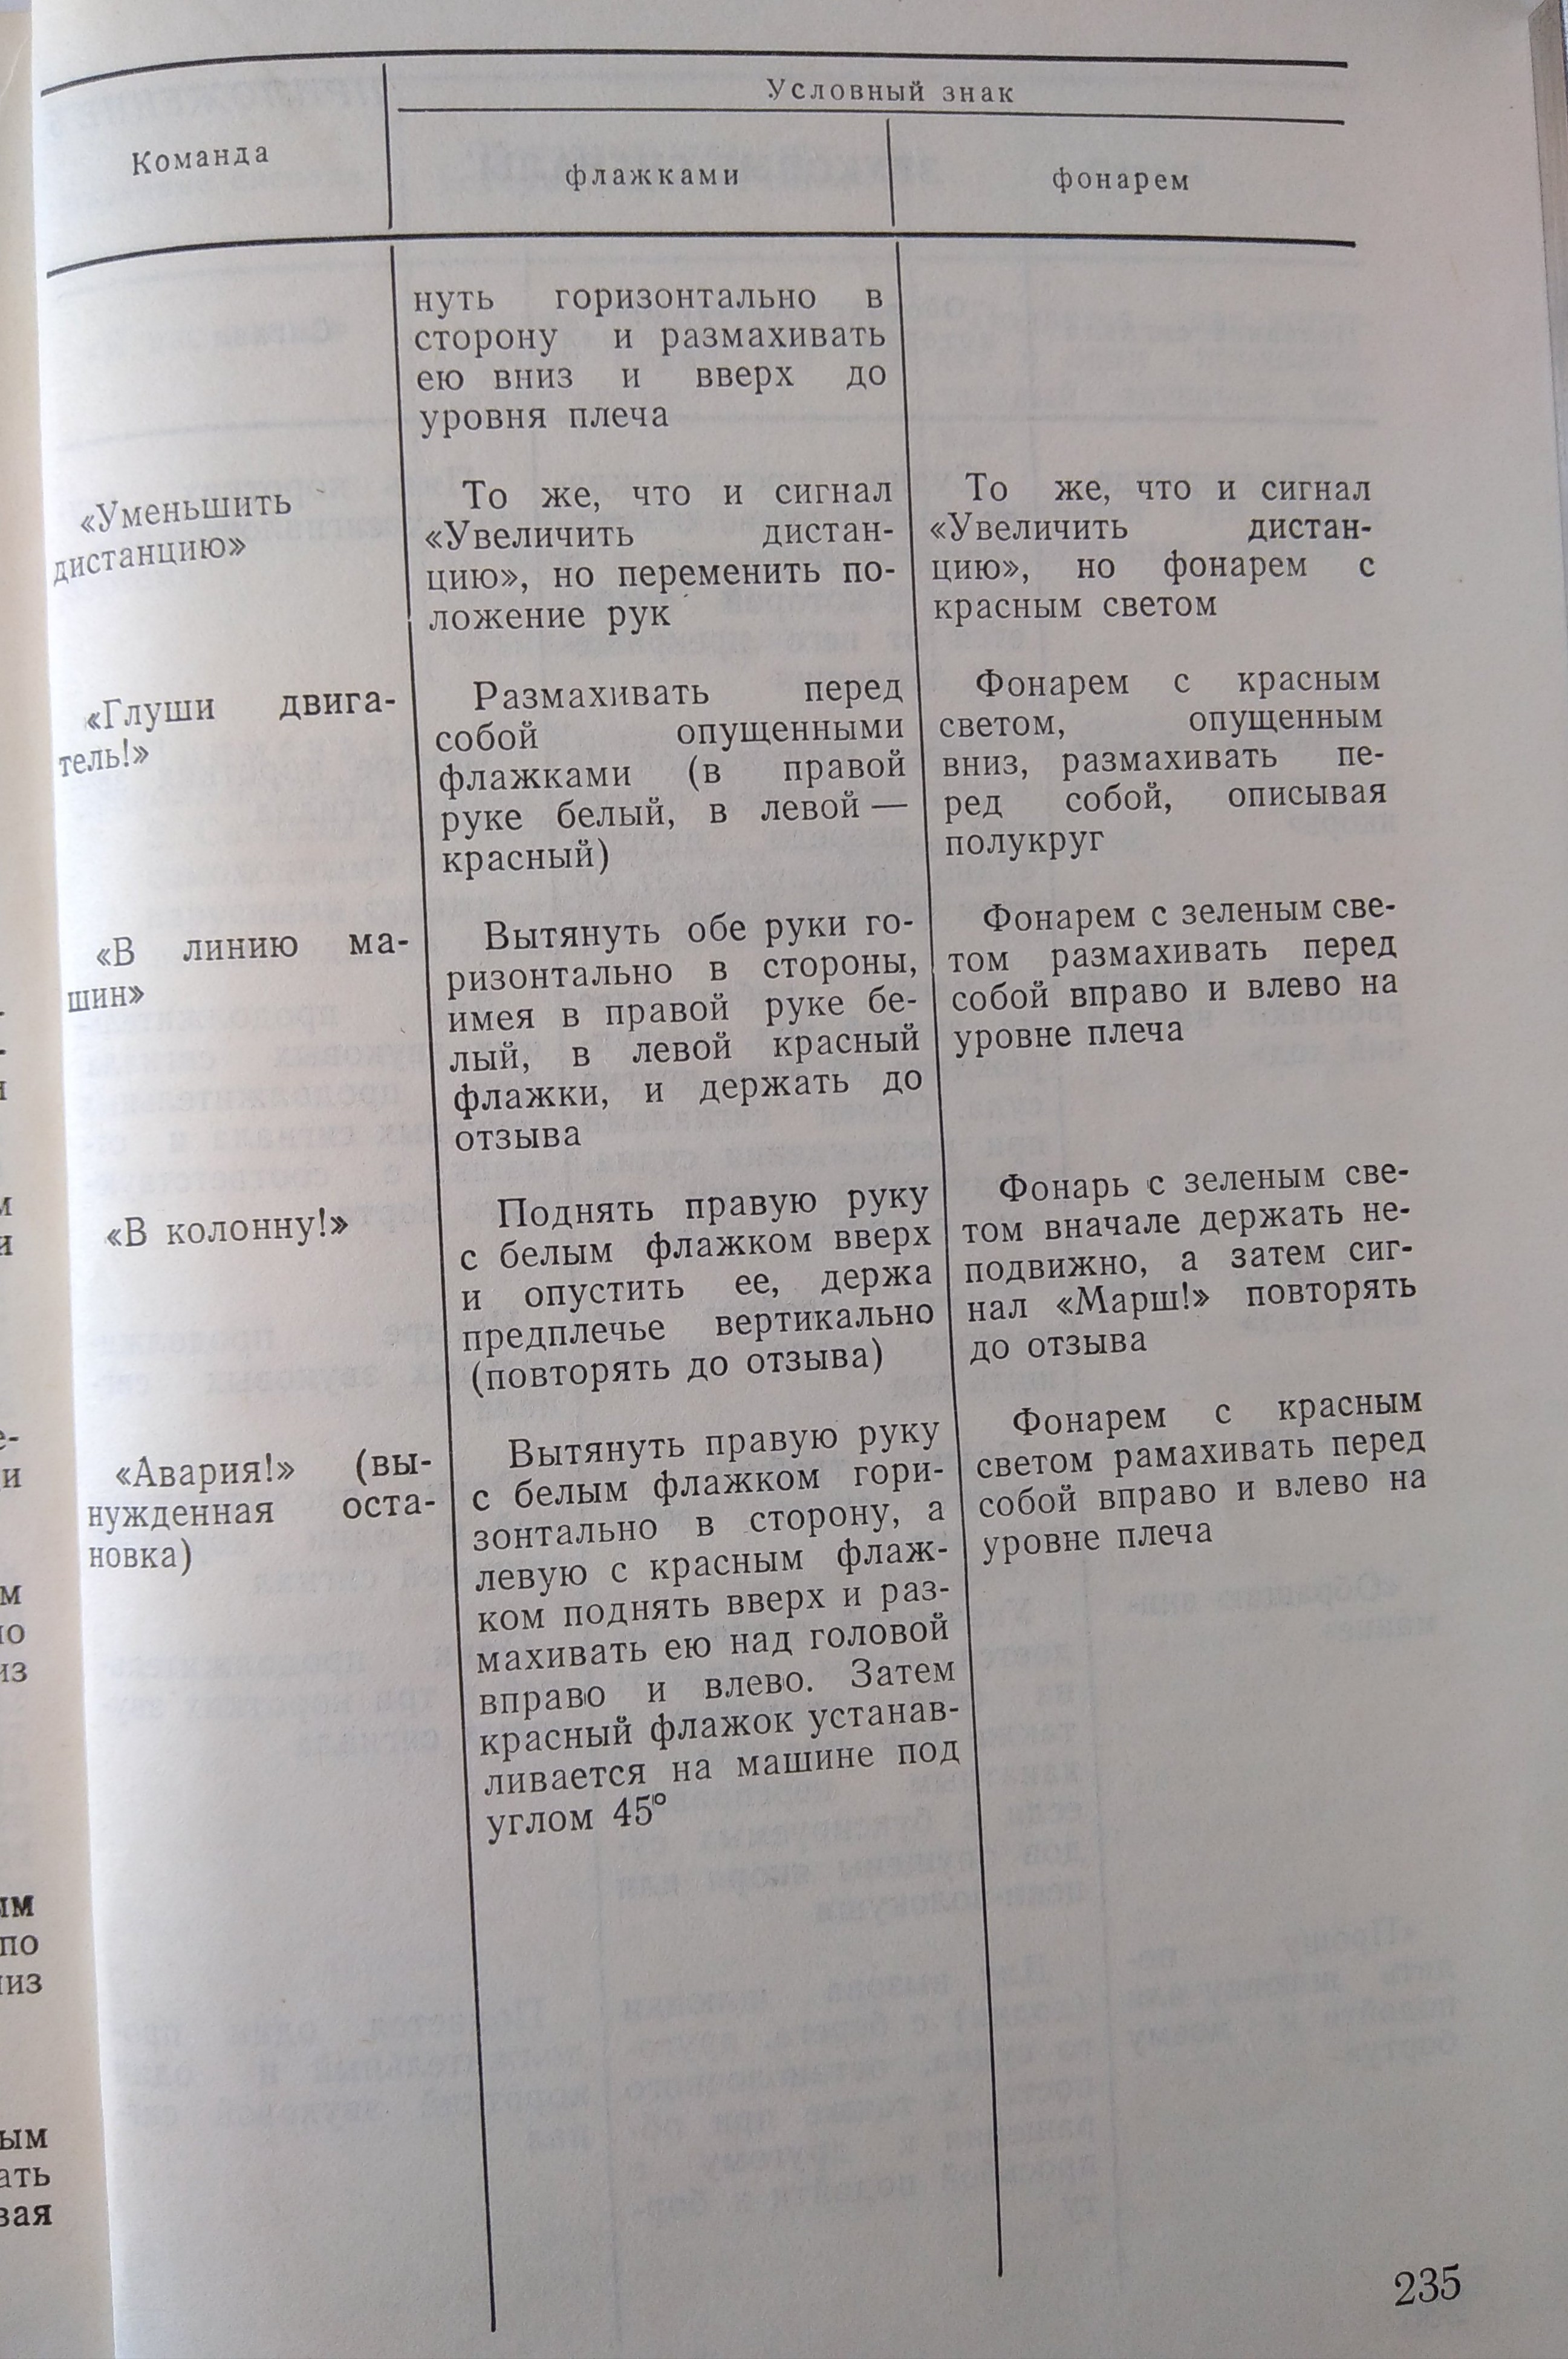 Команда
Условный знак
флажками
фонарем
нуть горизонтально в
сторону и размахивать
ею вниз и вверх до
уровня плеча
«Уменьшить
дистанцию»
То же, что и сигнал
«Увеличить дистан-
цию», но переменить по-
ложение рук
То же, что и сигнал
«Увеличить дистан-
цию», но фонарем с
красным светом
«Глуши двига-
тель!»
Размахивать перед
собой опущенными
флажками (в правой
руке белый, в левой —
красный)
Фонарем с красным
светом, опущенным
вниз, размахивать пе-
ред собой, описывая
полукруг
«В линию ма-
шин»
Вытянуть обе руки го-
ризонтально в стороны,
имея в правой руке бе-
лый, в левой красный
флажки, и держать до
отзыва
Фонарем с зеленым све-
том размахивать перед
собой вправо и влево на
уровне плеча
«В колонну!»
Поднять правую руку
с белым флажком вверх
и опустить ее, держа
предплечье вертикально
(повторять до отзыва)
Фонарь с зеленым све-
том вначале держать не-
подвижно, а затем сиг-
нал «Марш!» повторять
до отзыва
«Авария!» (вы-
нужденная оста-
новка)
Вытянуть правую руку
с белым флажком гори-
зонтально в сторону, а
левую с красным флаж-
ком поднять вверх и раз-
махивать ею над головой
вправо и влево. Затем
красный флажок устанав-
ливается на машине под
углом 45°
Фонарем с красным
светом рамахивать перед
собой вправо и влево на
уровне плеча
235